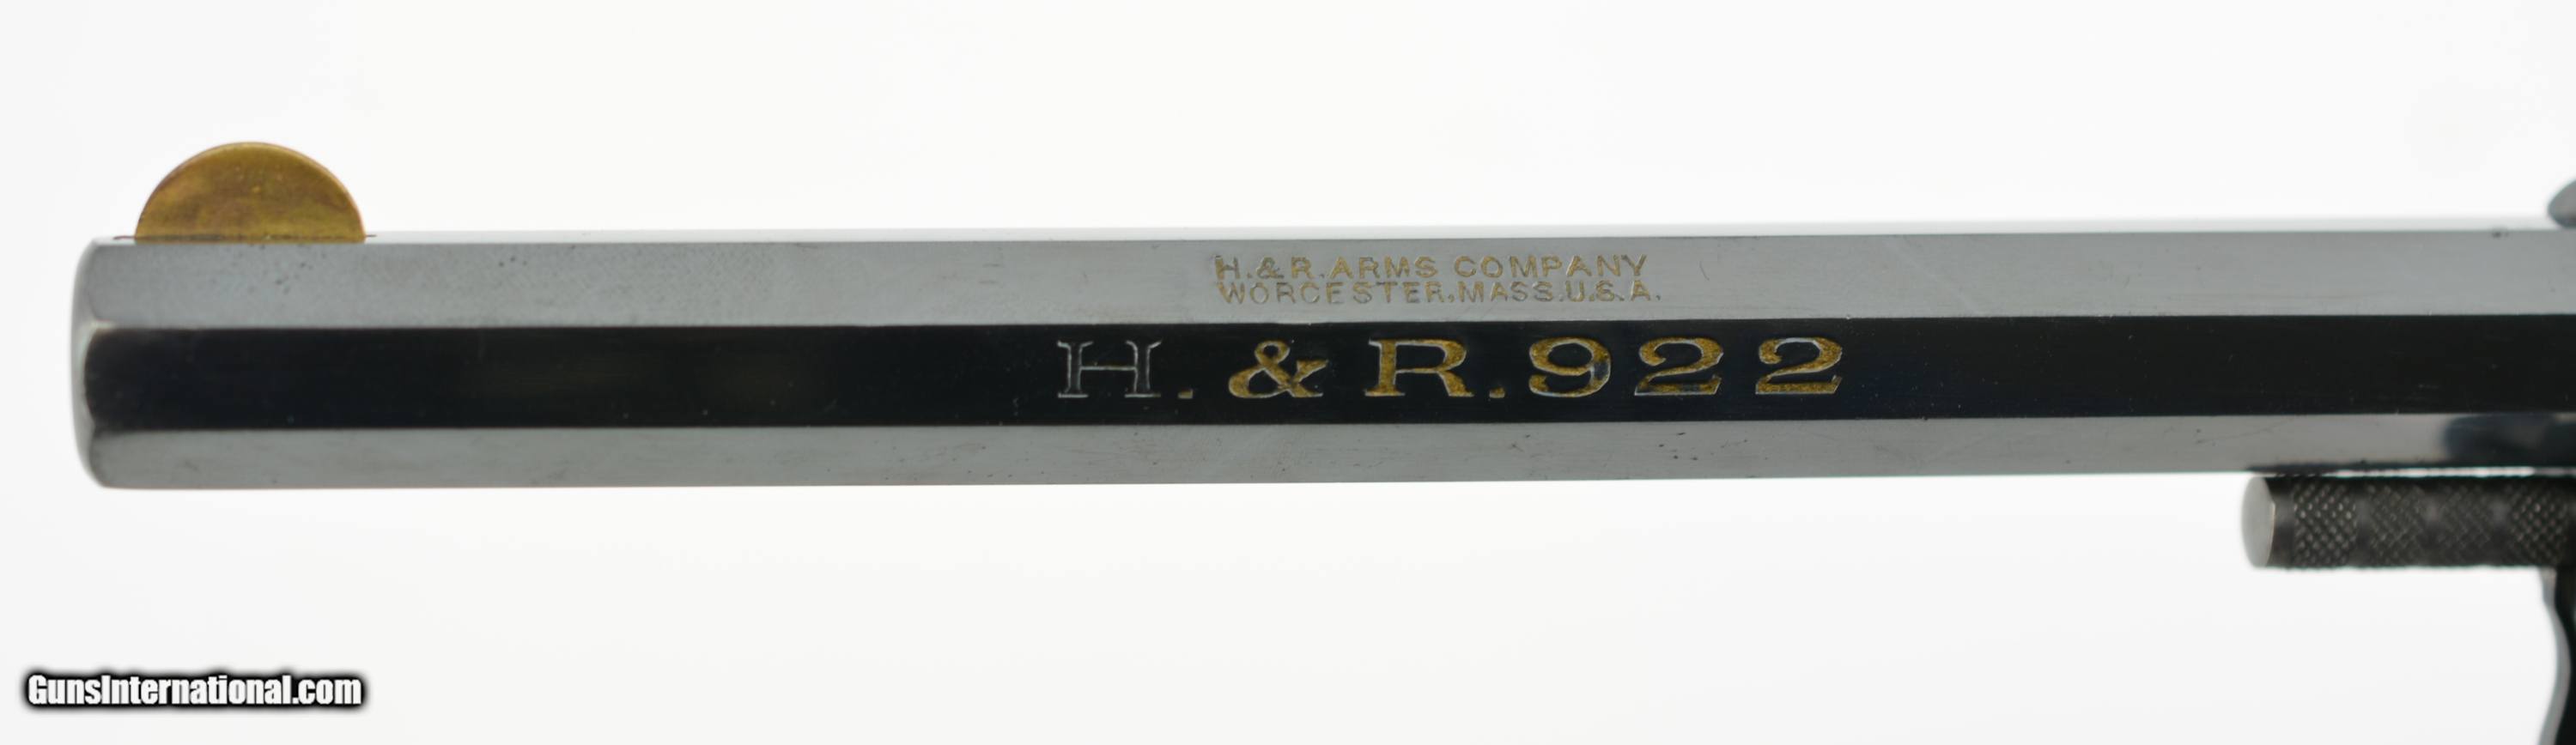 H.&R.ARMS COMPANY
WORCESTER.MASS.U.S.A.
H.&R.922
GunsInternational.com